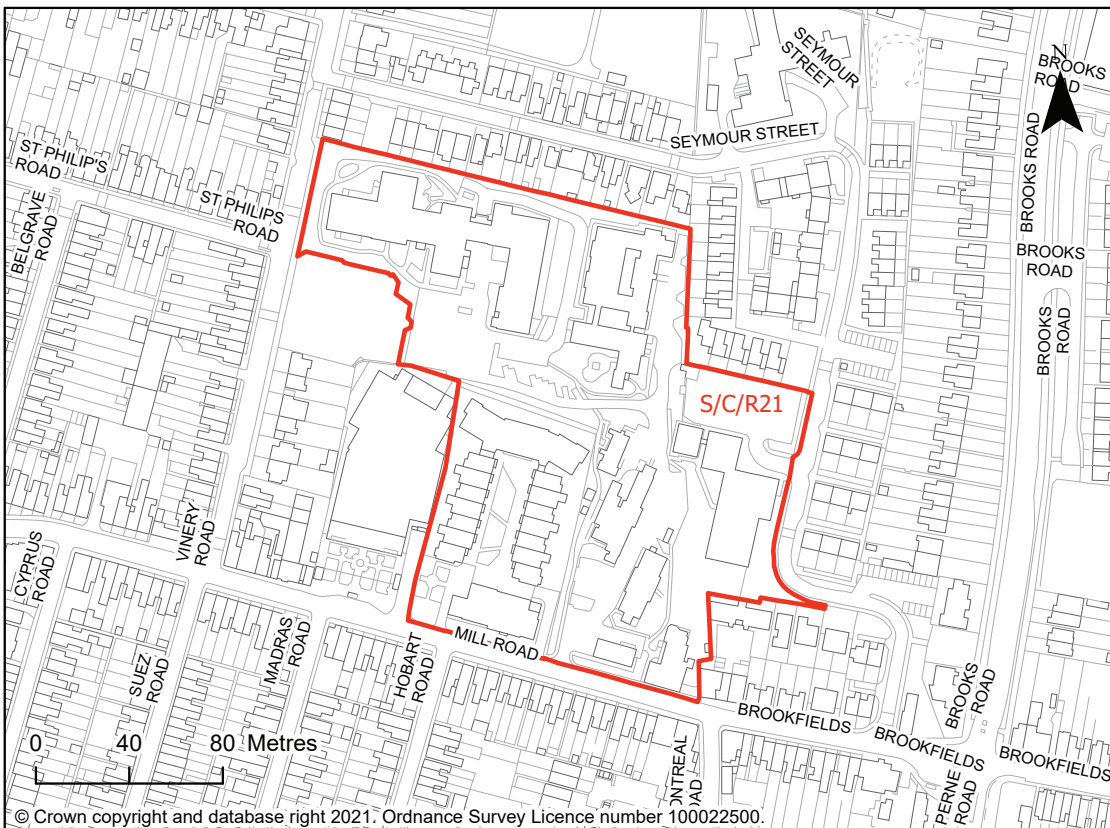 SEYMOUR
STREET
N
BROOKS
ROAD
SEYMOUR STREET
BROOKS ROAD
ST PHILIP'S
ROAD
ST PHILIPS
ROAD
BELGRAVE
ROAD
BROOKS
ROAD
BROOKS
ROAD
S/C/R21
CYPRUS
ROAD
VINERY
ROAD
SUEZ
ROAD
MADRAS
ROAD
HOBART
ROAD
MILL ROAD
BROOKS
ROAD
BROOKFIELDS
BROOKFIELDS
BROOKFIELDS
ROAD
PERNE
ROAD
0 40 80 Metres
© Crown copyright and database right 2021. Ordnance Survey Licence number 100022500.